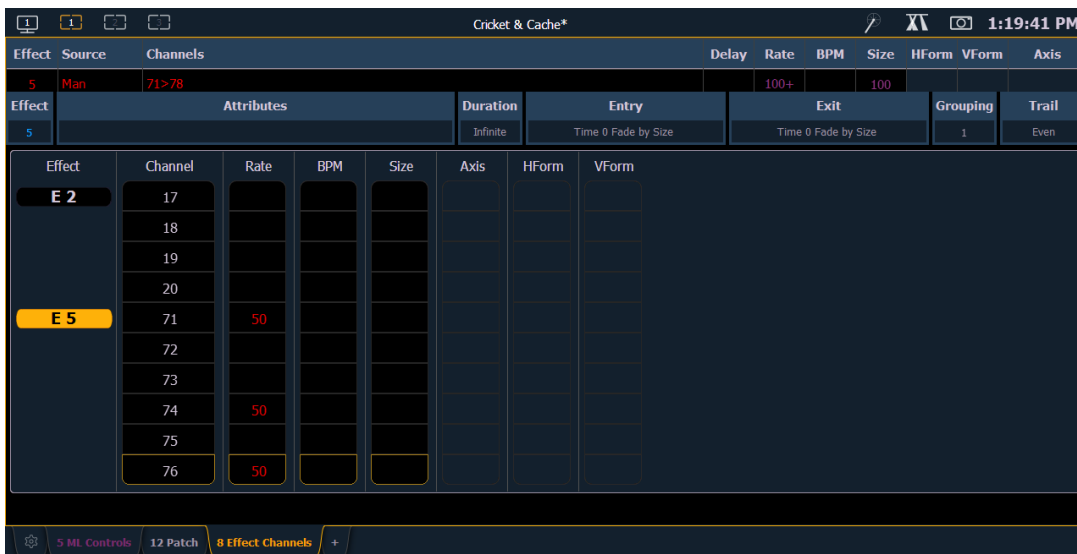 1 1 2 3 Cricket & Cache* 1:19:41 PM
Effect Source Channels Delay Rate BPM Size HForm VForm Axis
5 Man 71>78 100+ 100
Effect Attributes Duration Entry Exit Grouping Trail
5 Infinite Time 0 Fade by Size Time 0 Fade by Size 1 Even
Effect Channel Rate BPM Size Axis HForm VForm
E 2 17
18
19
20
E 5 71 50
72
73
74 50
75
76 50
5 ML Controls 12 Patch 8 Effect Channels +